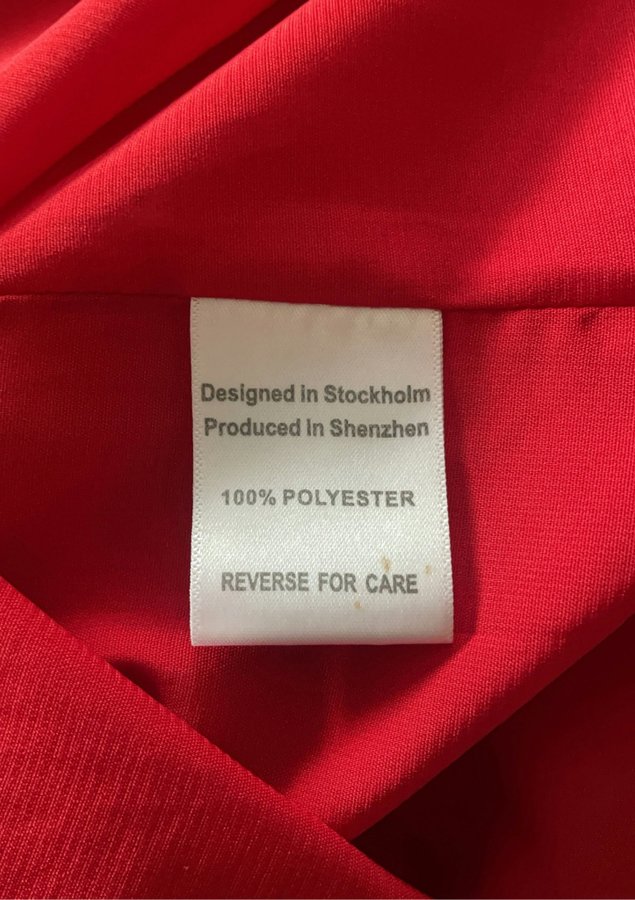 Designed in Stockholm
Produced in Shenzhen
100% POLYESTER
REVERSE FOR CARE